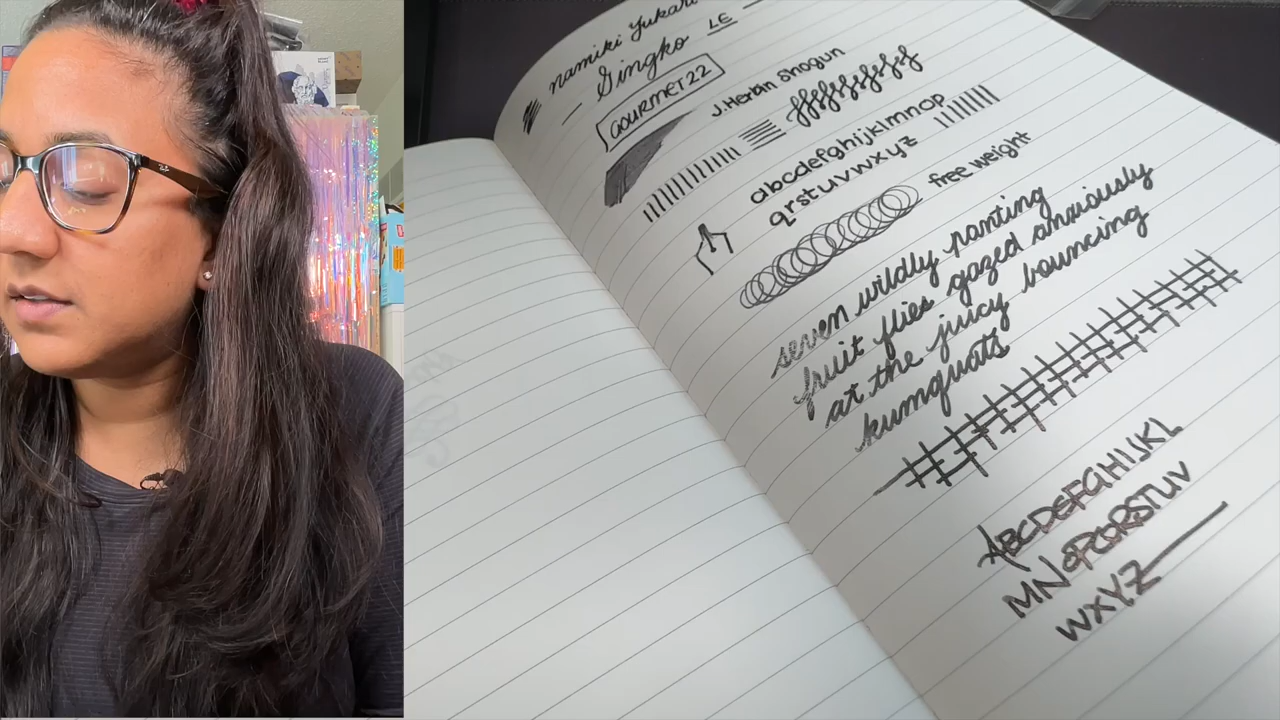 namiki Yukari
- Gingko LE -
GOURMET22
J. Herbin Shogun
abcdefghijklmnop
qrstuvwxyz
free weight
seven wildly panting
fruit flies gazed anxiously
at the juicy bouncing
kumquats
ABCDEFGHIJKL
MNOPQRSTUV
WXYZ